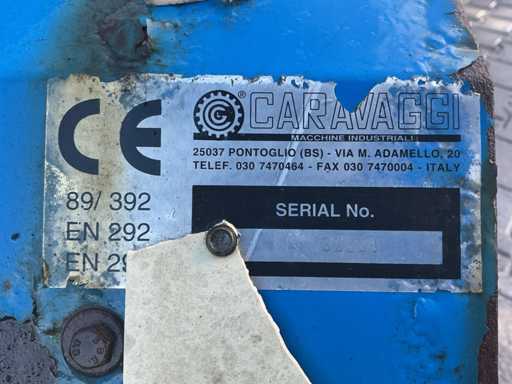 CE
CARAVAGGI
MACCHINE INDUSTRIALI
25037 PONTOGLIO (BS) - VIA M. ADAMELLO, 20
TELEF. 030 7470464 - FAX 030 7470004 - ITALY
89/392
EN 292
EN
SERIAL No.